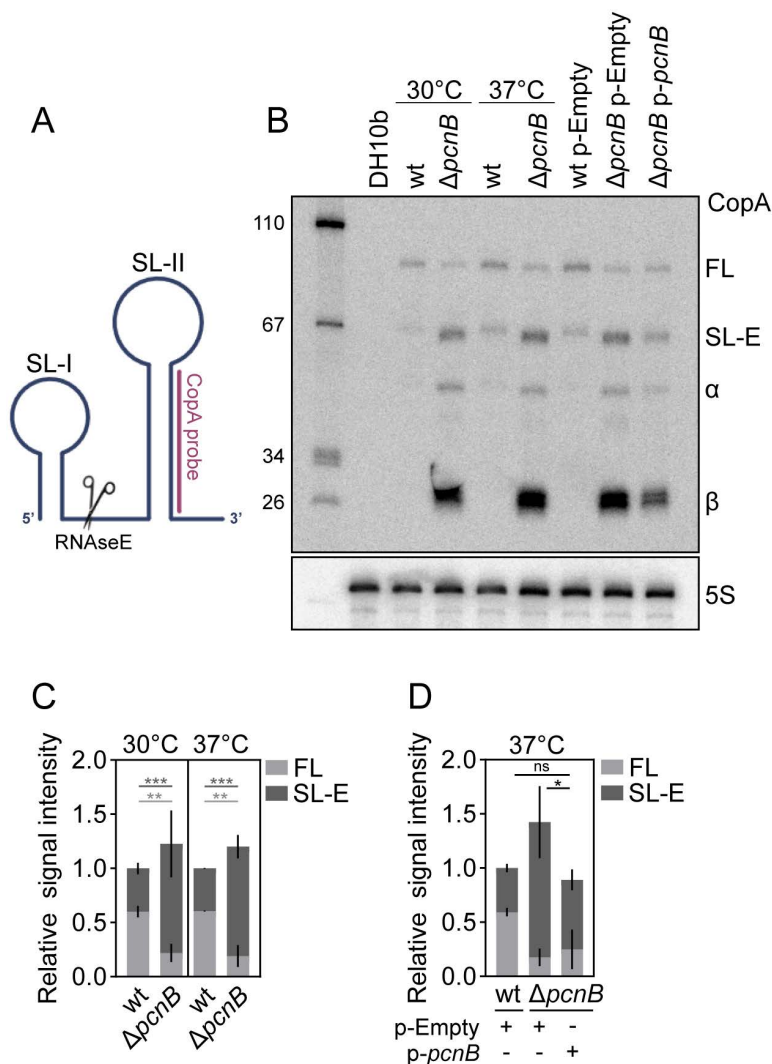 A
SL-II
SL-I
CopA probe
5’
3’
RNAseE
B
30°C
37°C
DH10b
wt
ΔpcnB
wt
ΔpcnB
wt p-Empty
ΔpcnB p-Empty
ΔpcnB p-pcnB
CopA
110
FL
67
SL-E
α
34
26
β
5S
C
30°C 37°C
FL
SL-E
Relative signal intensity
2.0
1.5
1.0
0.5
0.0
***
**
***
**
wt
ΔpcnB
wt
ΔpcnB
D
37°C
FL
SL-E
Relative signal intensity
2.0
1.5
1.0
0.5
0.0
ns
*
wt ΔpcnB
p-Empty + + -
p-pcnB - - +